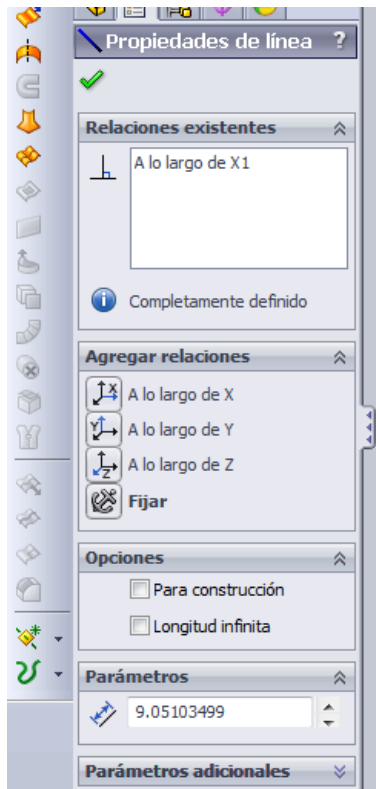 Propiedades de línea ?
Relaciones existentes
A lo largo de X1
Completamente definido
Agregar relaciones
X A lo largo de X
Y A lo largo de Y
Z A lo largo de Z
Fijar
Opciones
Para construcción
Longitud infinita
Parámetros
9.05103499
Parámetros adicionales